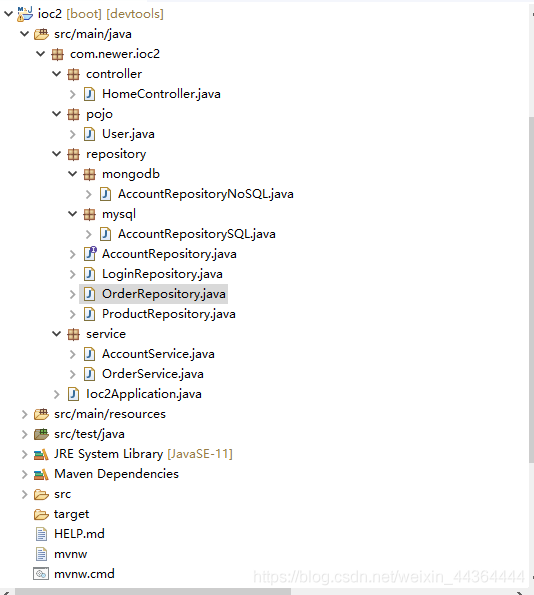 ioc2 [boot] [devtools]
src/main/java
com.newer.ioc2
controller
HomeController.java
pojo
User.java
repository
mongodb
AccountRepositoryNoSQL.java
mysql
AccountRepositorySQL.java
AccountRepository.java
LoginRepository.java
OrderRepository.java
ProductRepository.java
service
AccountService.java
OrderService.java
Ioc2Application.java
src/main/resources
src/test/java
JRE System Library [JavaSE-11]
Maven Dependencies
src
target
HELP.md
mvnw
mvnw.cmd
https://blog.csdn.net/weixin_44364444